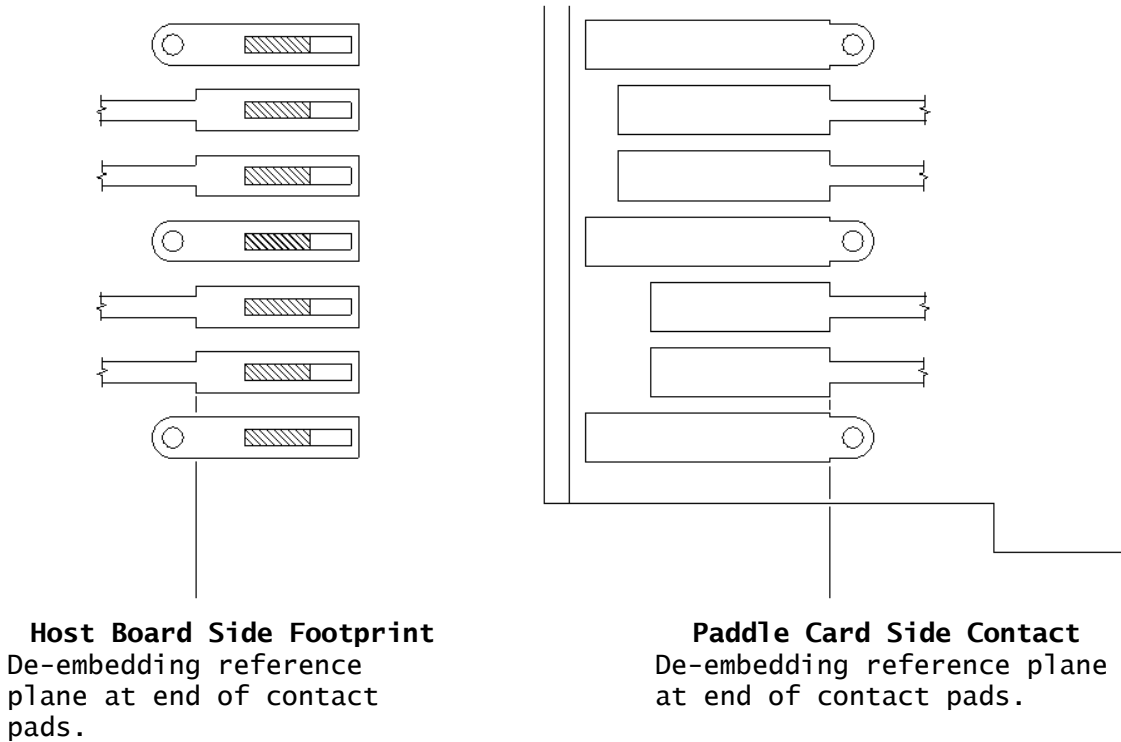 Host Board Side Footprint
De-embedding reference
plane at end of contact
pads.
Paddle Card Side Contact
De-embedding reference plane
at end of contact pads.